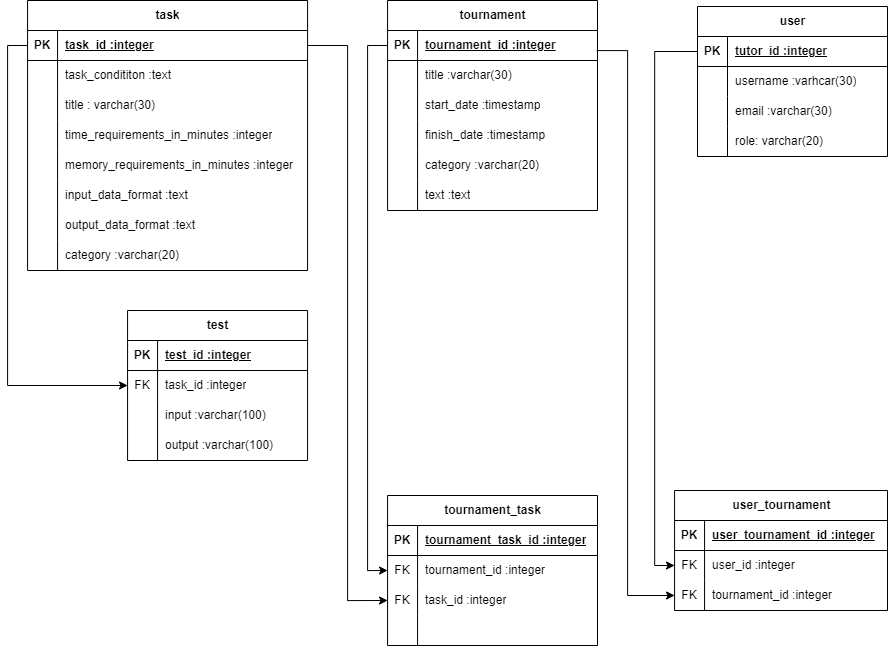 task
PK task_id :integer
task_condititon :text
title : varchar(30)
time_requirements_in_minutes :integer
memory_requirements_in_minutes :integer
input_data_format :text
output_data_format :text
category :varchar(20)
tournament
PK tournament_id :integer
title :varchar(30)
start_date :timestamp
finish_date :timestamp
category :varchar(20)
text :text
user
PK tutor_id :integer
username :varhcar(30)
email :varchar(30)
role: varchar(20)
test
PK test_id :integer
FK task_id :integer
input :varchar(100)
output :varchar(100)
tournament_task
PK tournament_task_id :integer
FK tournament_id :integer
FK task_id :integer
user_tournament
PK user_tournament_id :integer
FK user_id :integer
FK tournament_id :integer